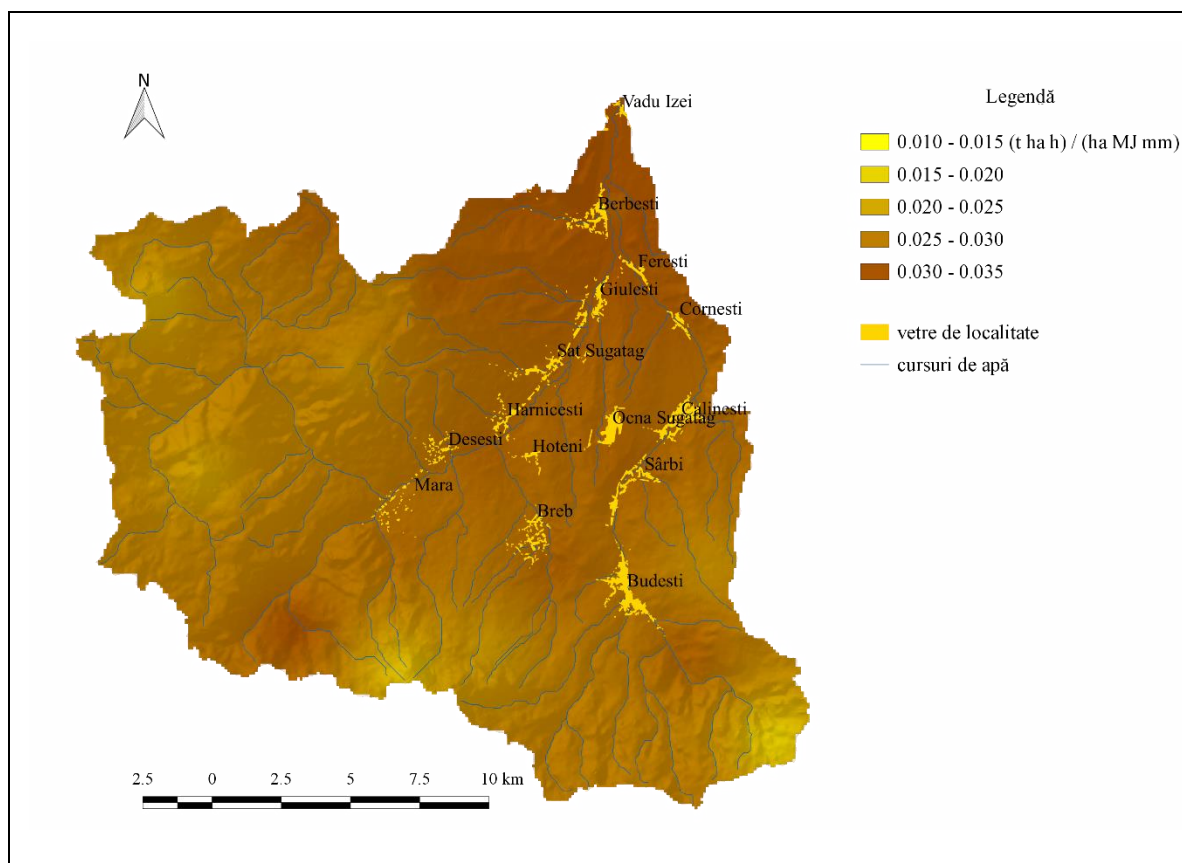 N
Vadu Izei
Legendă
0.010 - 0.015 (t ha h) / (ha MJ mm)
0.015 - 0.020
0.020 - 0.025
0.025 - 0.030
0.030 - 0.035
vetre de localitate
cursuri de apă
Berbesti
Feresti
Giulesti
Cornesti
Sat Sugatag
Harnicesti
Ocna Sugatag
Calinesti
Desesti
Hoteni
Sârbi
Mara
Breb
Budesti
2.5 0 2.5 5 7.5 10 km